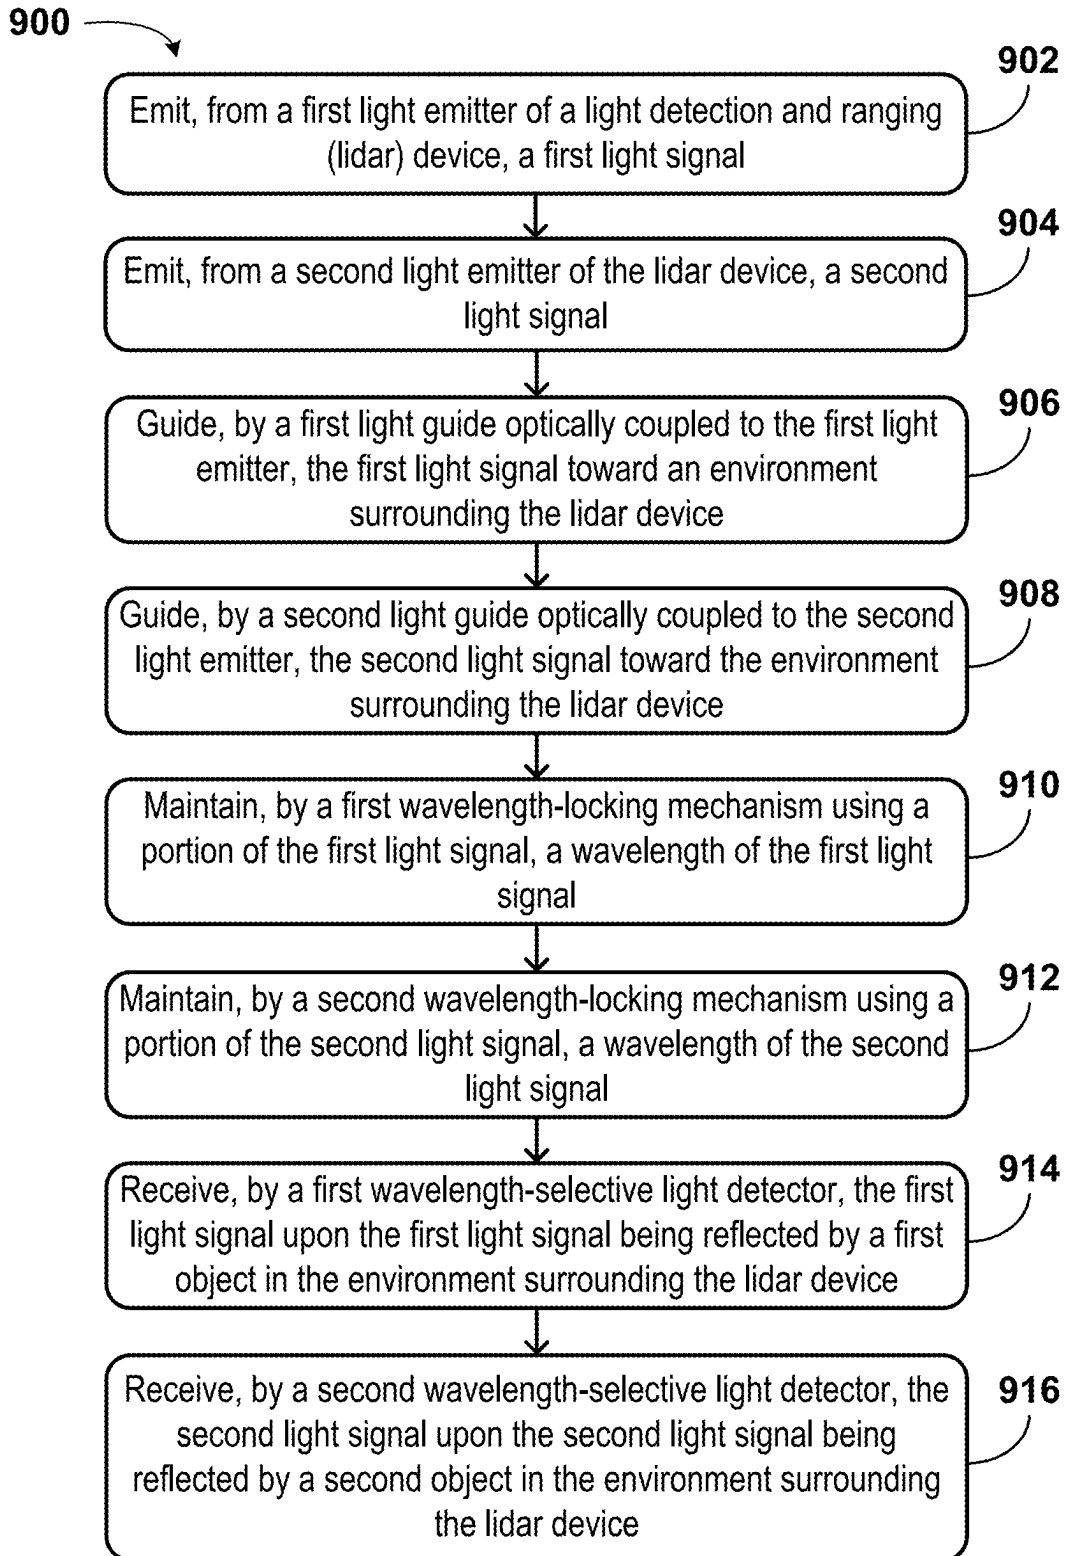 900
902
Emit, from a first light emitter of a light detection and ranging
(lidar) device, a first light signal
904
Emit, from a second light emitter of the lidar device, a second
light signal
906
Guide, by a first light guide optically coupled to the first light
emitter, the first light signal toward an environment
surrounding the lidar device
908
Guide, by a second light guide optically coupled to the second
light emitter, the second light signal toward the environment
surrounding the lidar device
910
Maintain, by a first wavelength-locking mechanism using a
portion of the first light signal, a wavelength of the first light
signal
912
Maintain, by a second wavelength-locking mechanism using a
portion of the second light signal, a wavelength of the second
light signal
914
Receive, by a first wavelength-selective light detector, the first
light signal upon the first light signal being reflected by a first
object in the environment surrounding the lidar device
916
Receive, by a second wavelength-selective light detector, the
second light signal upon the second light signal being
reflected by a second object in the environment surrounding
the lidar device